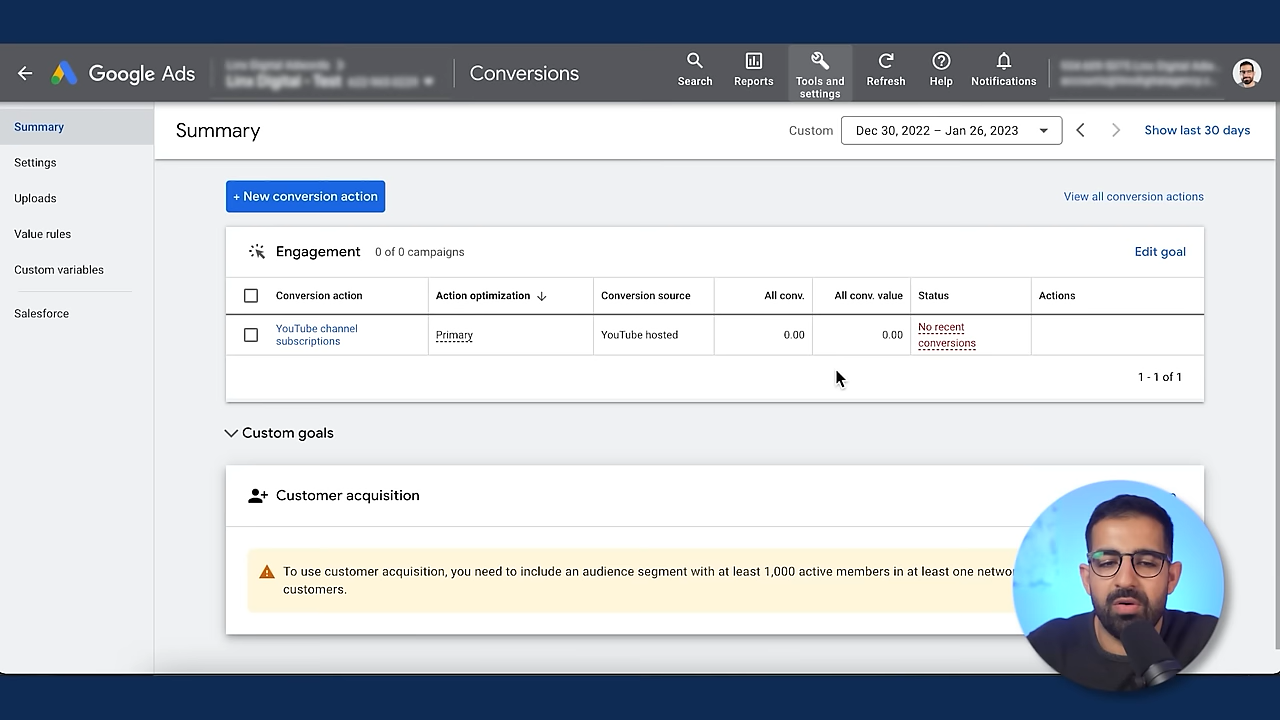 Google Ads
Linx Digital - Test
Conversions
Search
Reports
Tools and
settings
Refresh
Help
Notifications
Summary
Settings
Uploads
Value rules
Custom variables
Salesforce
Summary
Custom
Dec 30, 2022 – Jan 26, 2023
Show last 30 days
+ New conversion action
View all conversion actions
Engagement
0 of 0 campaigns
Edit goal
Conversion action
Action optimization
Conversion source
All conv.
All conv. value
Status
Actions
YouTube channel
subscriptions
Primary
YouTube hosted
0.00
0.00
No recent
conversions
1 - 1 of 1
Custom goals
Customer acquisition
To use customer acquisition, you need to include an audience segment with at least 1,000 active members in at least one
customers.